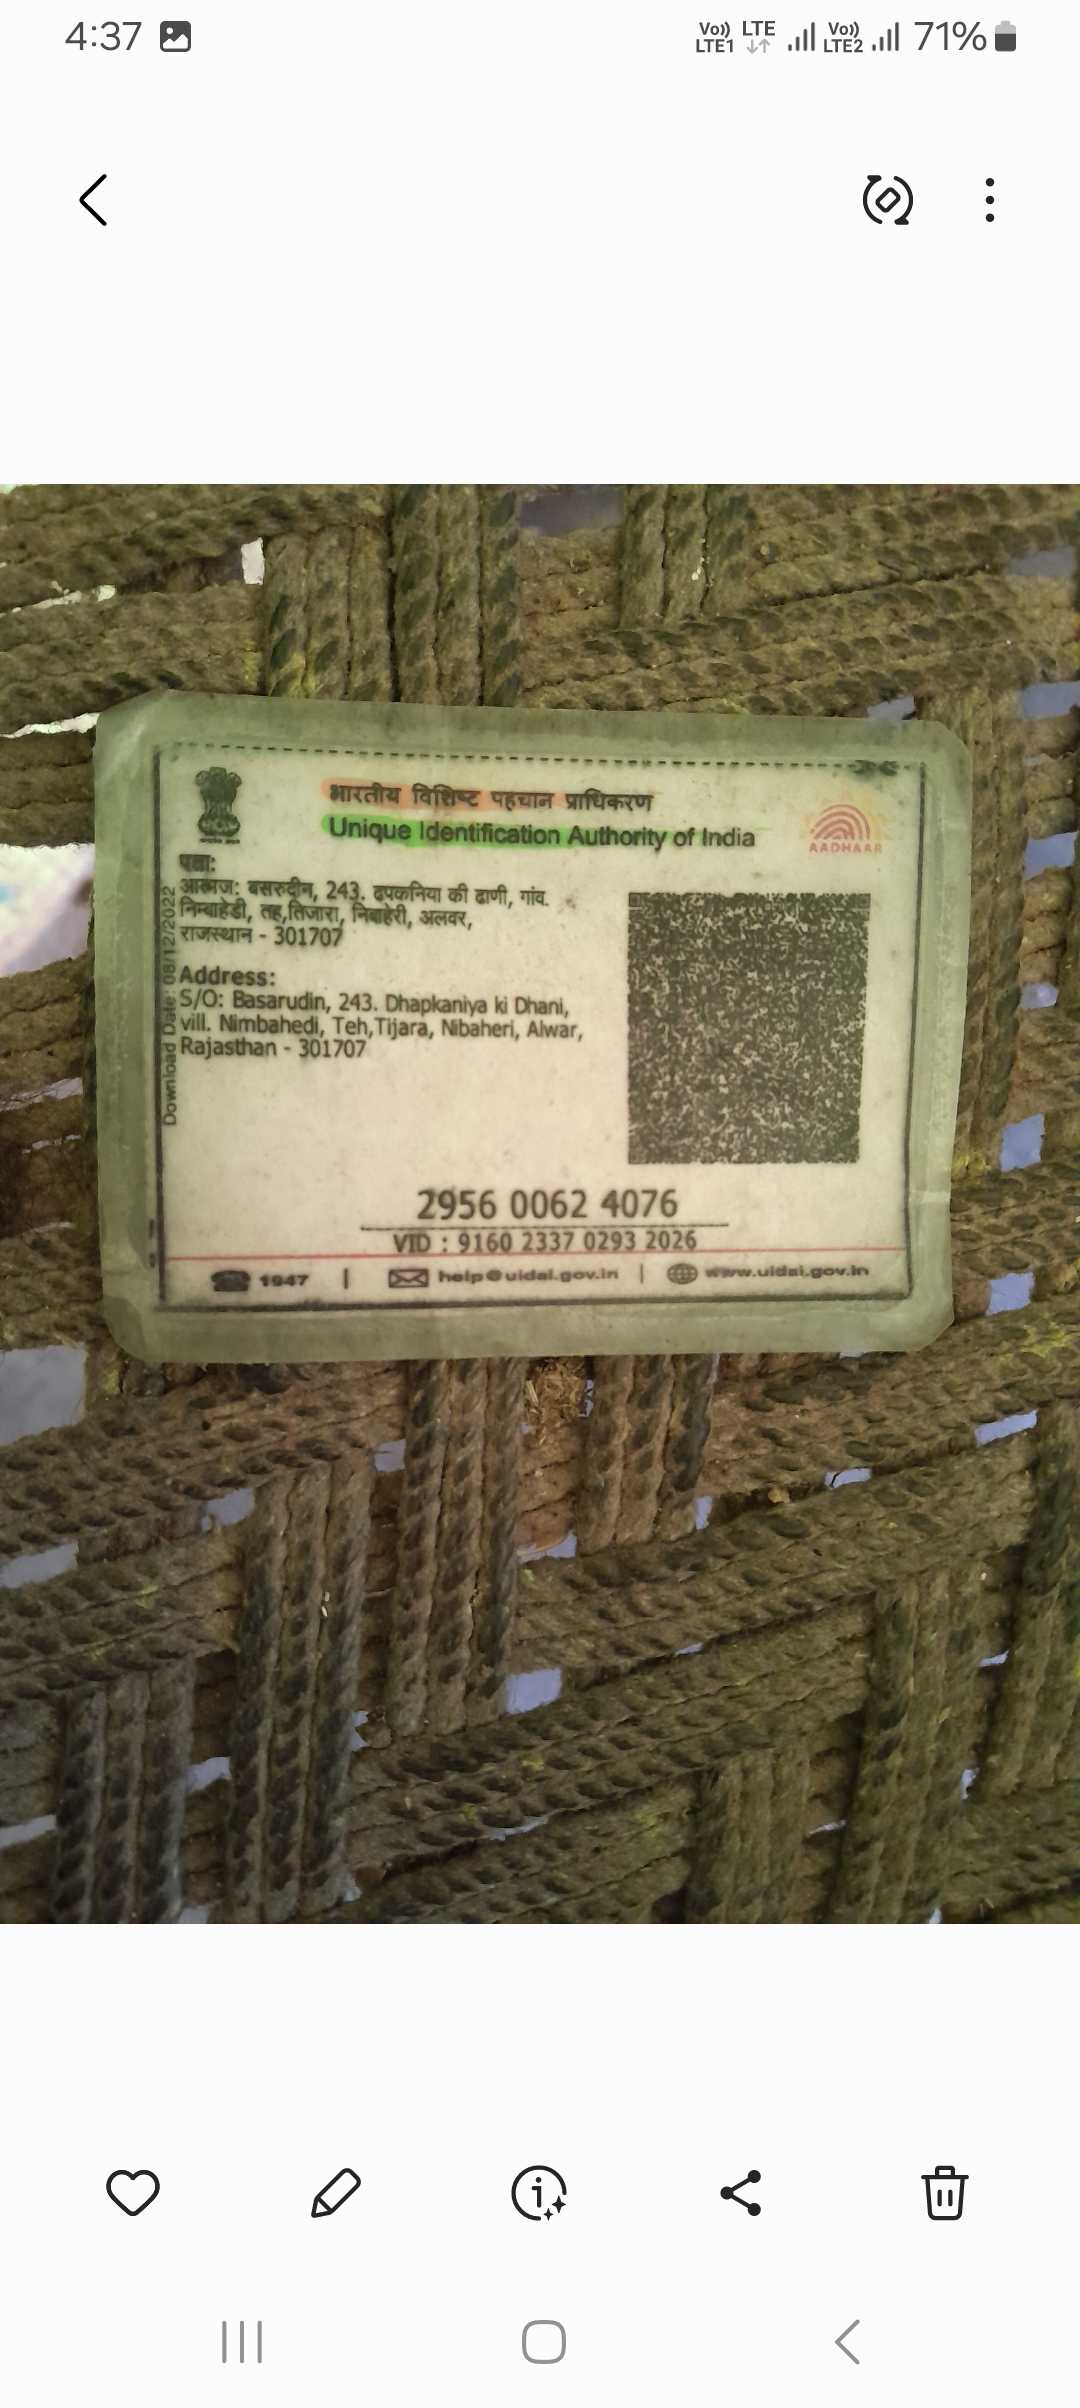 4:37
Vo)) LTE1 LTE Vo)) LTE2 71%
भारतीय विशिष्ट पहचान प्राधिकरण
Unique Identification Authority of India
AADHAAR
पता:
आत्मज: बसरुदीन, 243. ढपकनिया की ढाणी, गांव.
निम्बाहेडी, तह,तिजारा, निबाहेरी, अलवर,
राजस्थान - 301707
Address:
S/O: Basarudin, 243. Dhapkaniya ki Dhani,
vill. Nimbahedi, Teh,Tijara, Nibaheri, Alwar,
Rajasthan - 301707
Download Date: 08/12/2022
2956 0062 4076
VID : 9160 2337 0293 2026
1947 | help@uidai.gov.in | www.uidai.gov.in